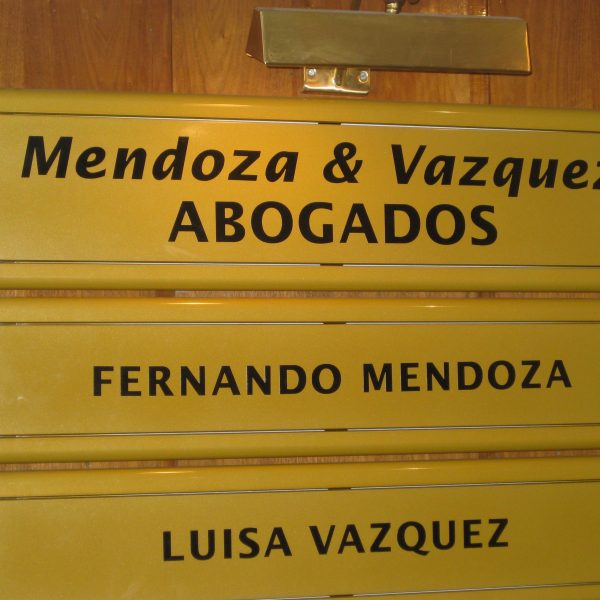 Mendoza & Vazquez
ABOGADOS
FERNANDO MENDOZA
LUISA VAZQUEZ